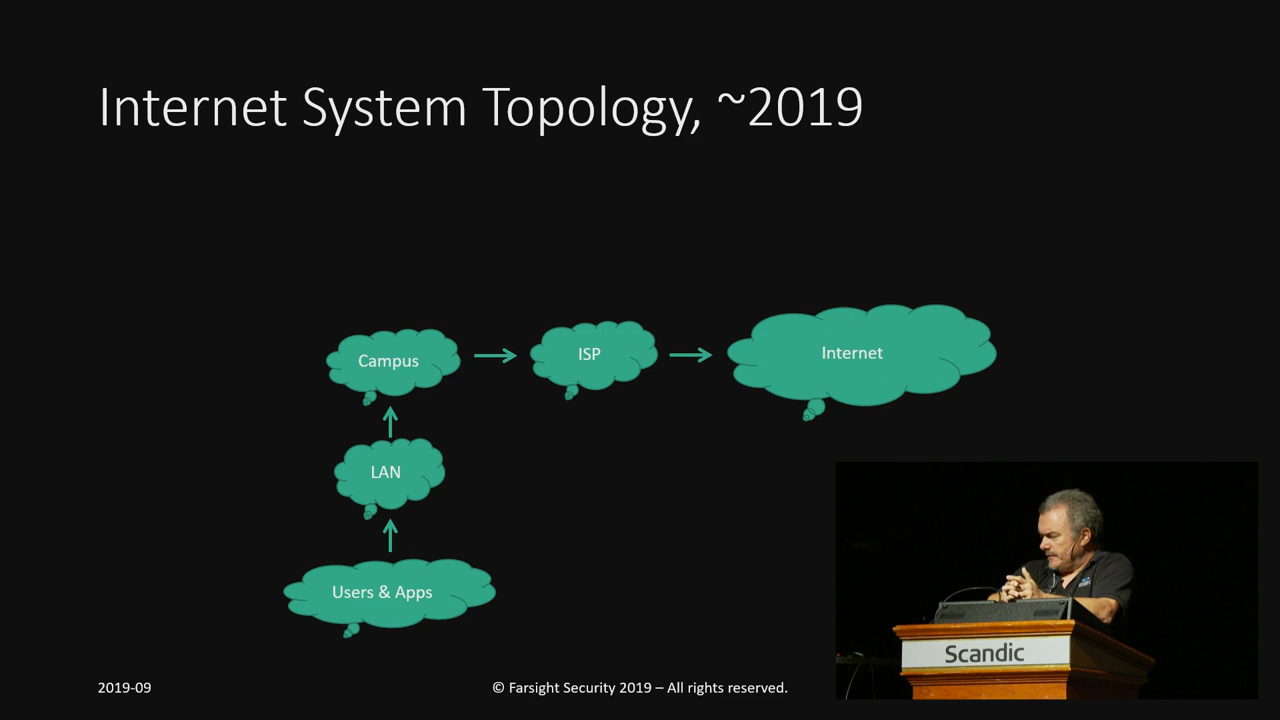 Internet System Topology, ~2019
Campus
ISP
Internet
LAN
Users & Apps
Scandic
2019-09
© Farsight Security 2019 – All rights reserved.